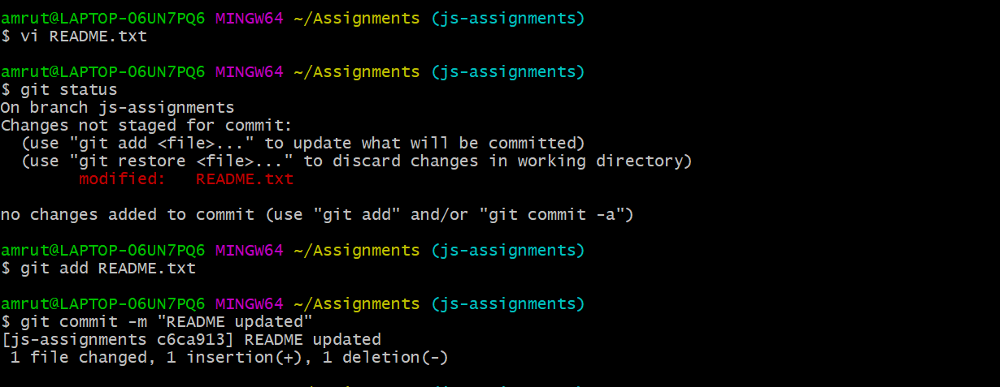 amrut@LAPTOP-O6UN7PQ6 MINGW64 ~/Assignments (js-assignments)
$ vi README.txt
amrut@LAPTOP-O6UN7PQ6 MINGW64 ~/Assignments (js-assignments)
$ git status
On branch js-assignments
Changes not staged for commit:
  (use "git add <file>..." to update what will be committed)
  (use "git restore <file>..." to discard changes in working directory)
        modified:   README.txt
no changes added to commit (use "git add" and/or "git commit -a")
amrut@LAPTOP-O6UN7PQ6 MINGW64 ~/Assignments (js-assignments)
$ git add README.txt
amrut@LAPTOP-O6UN7PQ6 MINGW64 ~/Assignments (js-assignments)
$ git commit -m "README updated"
[js-assignments c6ca913] README updated
 1 file changed, 1 insertion(+), 1 deletion(-)